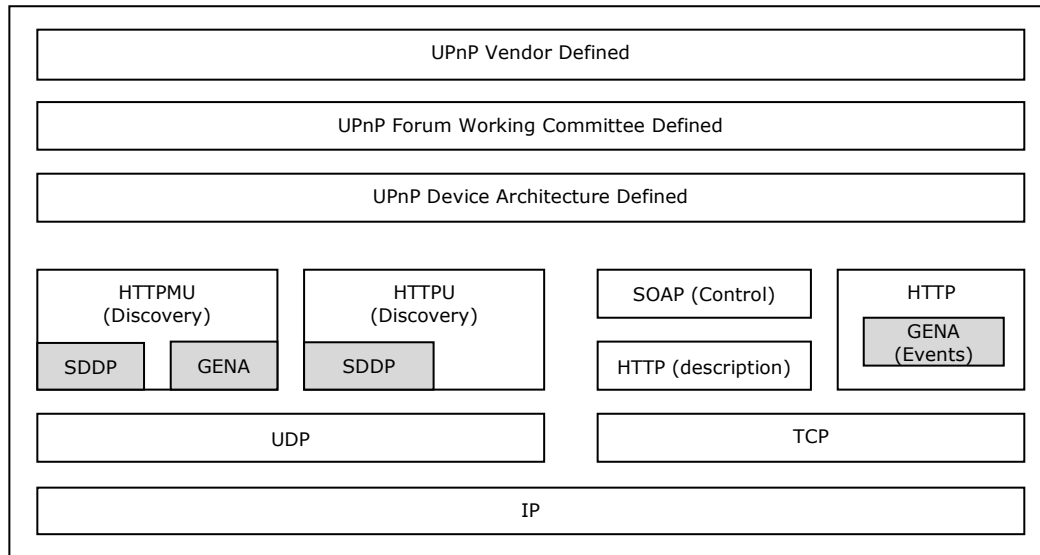 UPnP Vendor Defined
UPnP Forum Working Committee Defined
UPnP Device Architecture Defined
HTTPMU
(Discovery)
SDDP
GENA
HTTPU
(Discovery)
SDDP
SOAP (Control)
HTTP (description)
HTTP
GENA
(Events)
UDP
TCP
IP